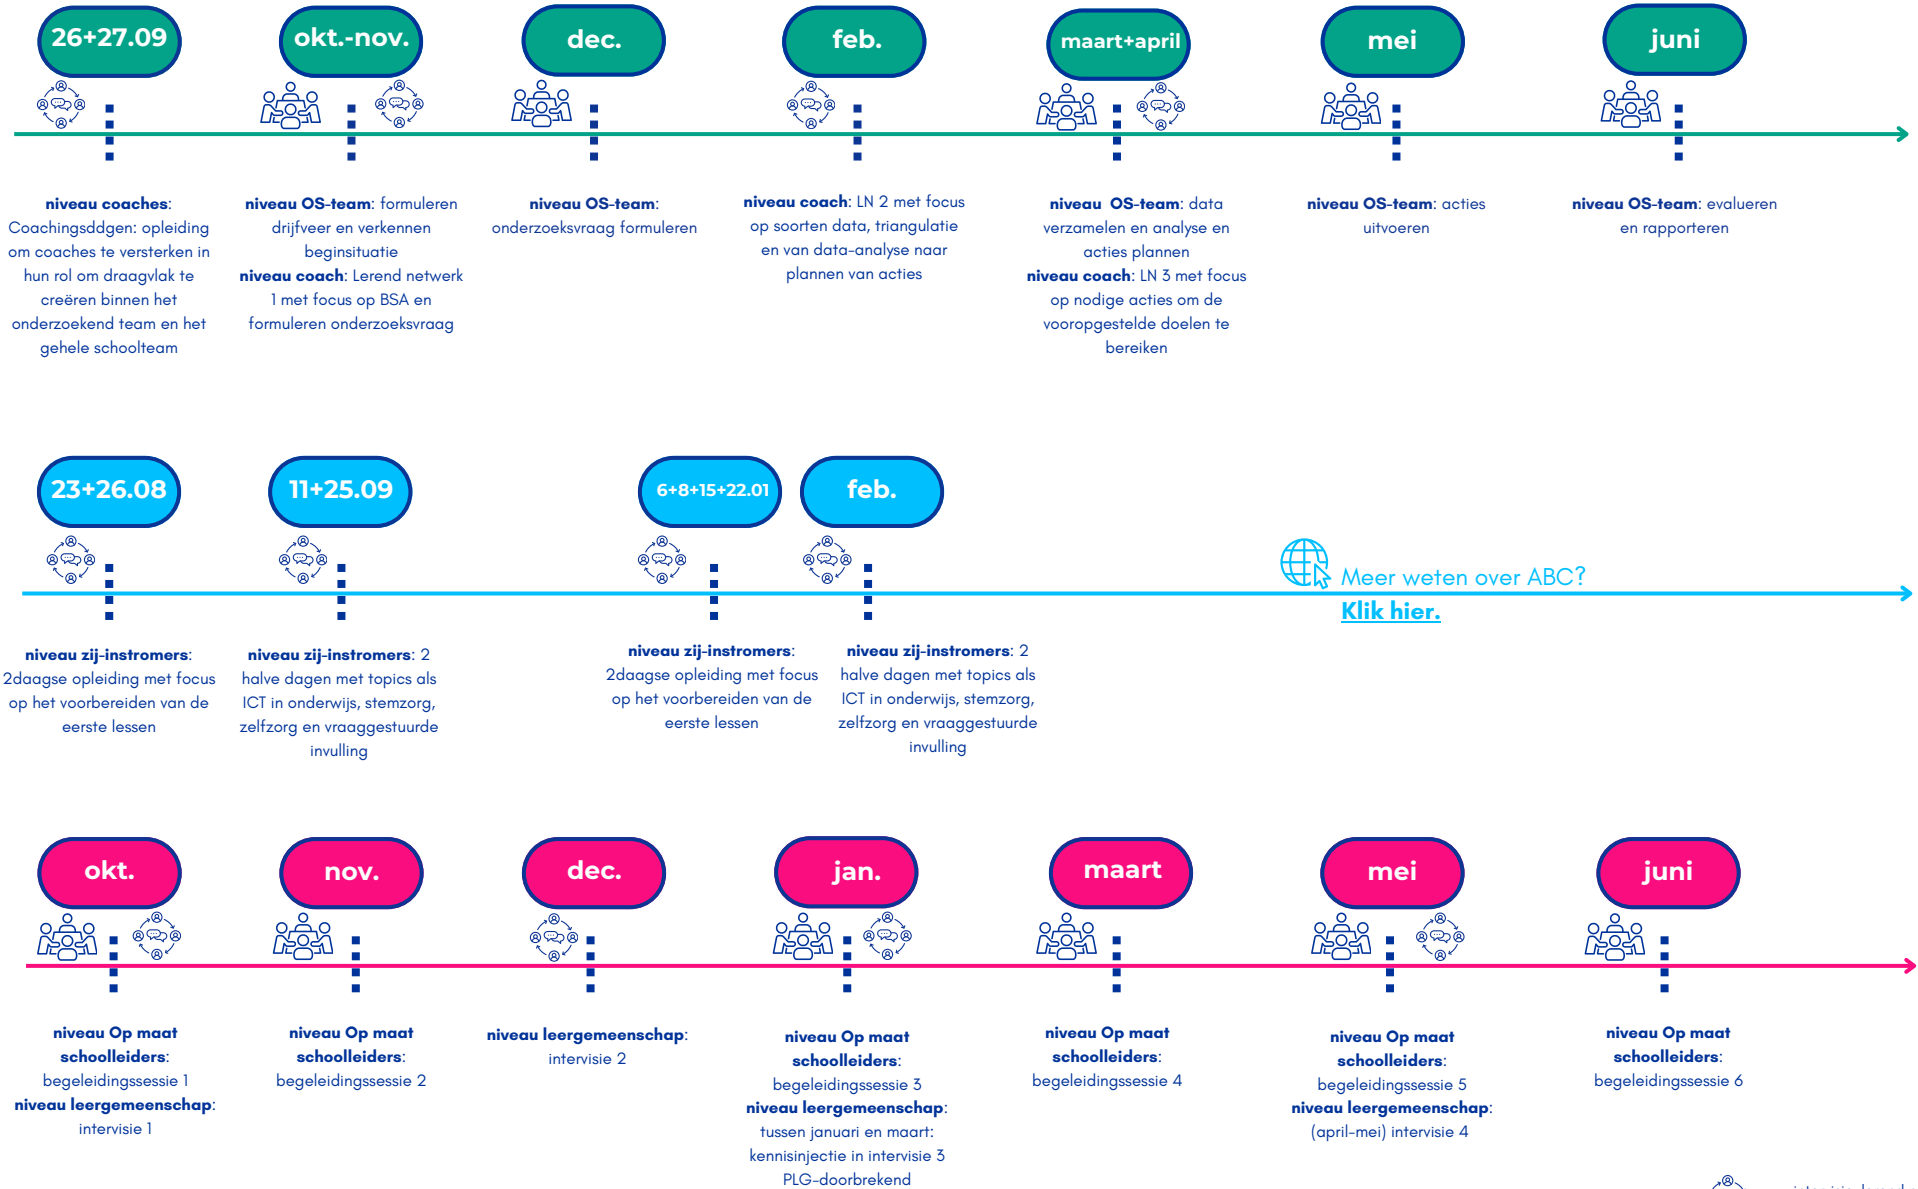 26+27.09
okt.-nov.
dec.
feb.
maart+april
mei
juni
niveau coaches:
Coachingsddgen: opleiding
om coaches te versterken in
hun rol om draagvlak te
creëren binnen het
onderzoekend team en het
gehele schoolteam
niveau OS-team: formuleren
drijfveer en verkennen
beginsituatie
niveau coach: Lerend netwerk
1 met focus op BSA en
formuleren onderzoeksvraag
niveau OS-team:
onderzoeksvraag formuleren
niveau coach: LN 2 met focus
op soorten data, triangulatie
en van data-analyse naar
plannen van acties
niveau OS-team: data
verzamelen en analyse en
acties plannen
niveau coach: LN 3 met focus
op nodige acties om de
vooropgestelde doelen te
bereiken
niveau OS-team: acties
uitvoeren
niveau OS-team: evalueren
en rapporteren
23+26.08
11+25.09
6+8+15+22.01
feb.
Meer weten over ABC?
Klik hier.
niveau zij-instromers:
2daagse opleiding met focus
op het voorbereiden van de
eerste lessen
niveau zij-instromers: 2
halve dagen met topics als
ICT in onderwijs, stemzorg,
zelfzorg en vraaggestuurde
invulling
niveau zij-instromers:
2daagse opleiding met focus
op het voorbereiden van de
eerste lessen
niveau zij-instromers: 2
halve dagen met topics als
ICT in onderwijs, stemzorg,
zelfzorg en vraaggestuurde
invulling
okt.
nov.
dec.
jan.
maart
mei
juni
niveau Op maat
schoolleiders:
begeleidingssessie 1
niveau leergemeenschap:
intervisie 1
niveau Op maat
schoolleiders:
begeleidingssessie 2
niveau leergemeenschap:
intervisie 2
niveau Op maat
schoolleiders:
begeleidingssessie 3
niveau leergemeenschap:
tussen januari en maart:
kennisinjectie in intervisie 3
PLG-doorbrekend
niveau Op maat
schoolleiders:
begeleidingssessie 4
niveau Op maat
schoolleiders:
begeleidingssessie 5
niveau leergemeenschap:
(april-mei) intervisie 4
niveau Op maat
schoolleiders:
begeleidingssessie 6